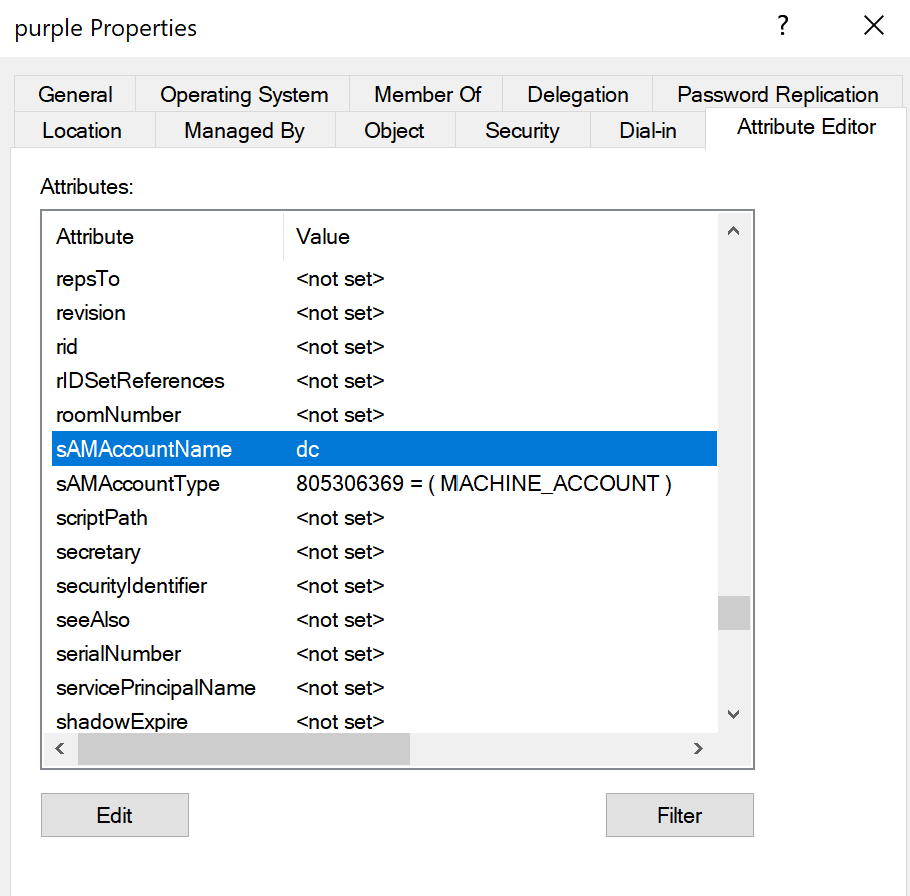 purple Properties ?
General Operating System Member Of Delegation Password Replication
Location Managed By Object Security Dial-in Attribute Editor
Attributes:
Attribute Value
repsTo <not set>
revision <not set>
rid <not set>
rIDSetReferences <not set>
roomNumber <not set>
sAMAccountName dc
sAMAccountType 805306369 = ( MACHINE_ACCOUNT )
scriptPath <not set>
secretary <not set>
securityIdentifier <not set>
seeAlso <not set>
serialNumber <not set>
servicePrincipalName <not set>
shadowExpire <not set>
Edit Filter